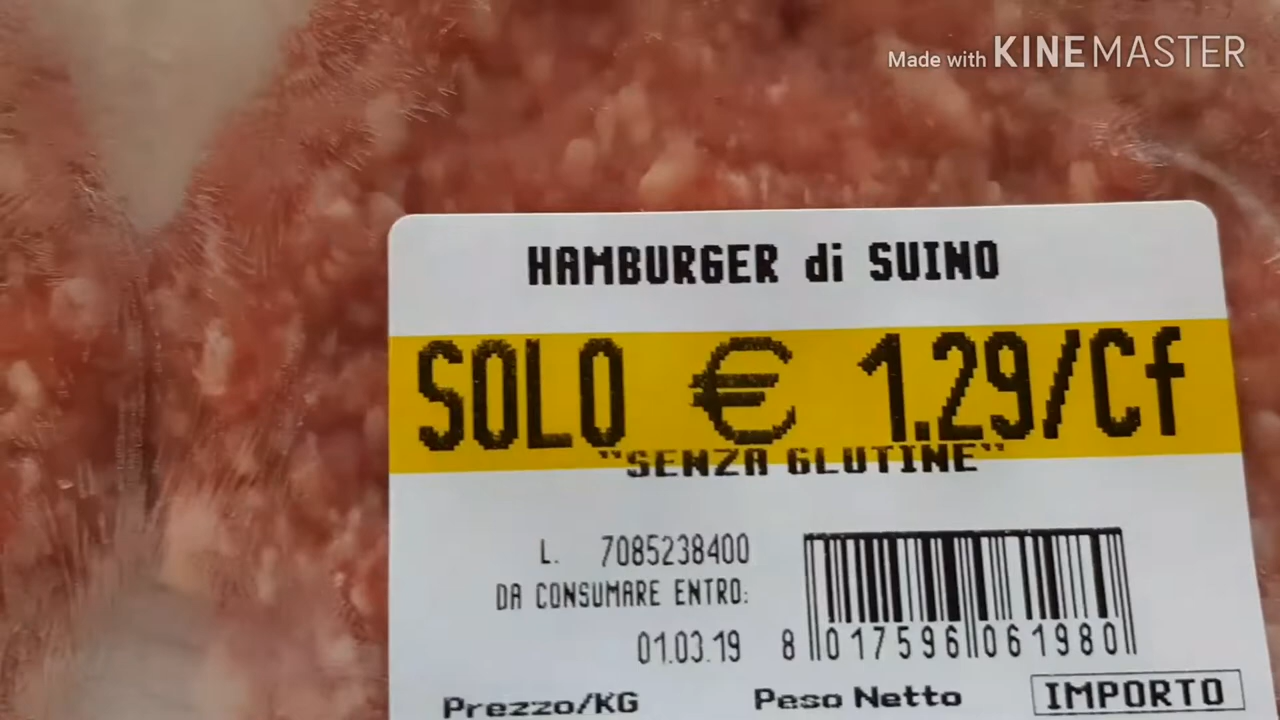 Made with KINEMASTER
HAMBURGER di SUINO
SOLO € 1.29/Cf
"SENZA GLUTINE"
L. 7085238400
DA CONSUMARE ENTRO:
01.03.19
8 017596 061980
Prezzo/KG Peso Netto IMPORTO